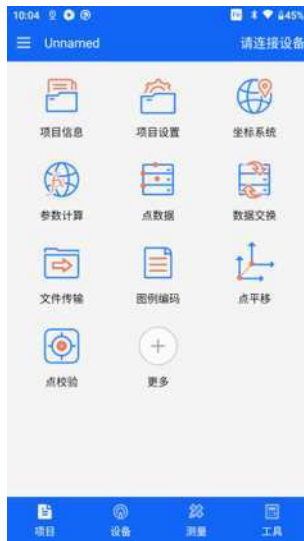 10:04 45%
Unnamed 请连接设备
项目信息 项目设置 坐标系统
参数计算 点数据 数据交换
文件传输 图例编码 点平移
点校验 更多
项目 设备 测量 工具